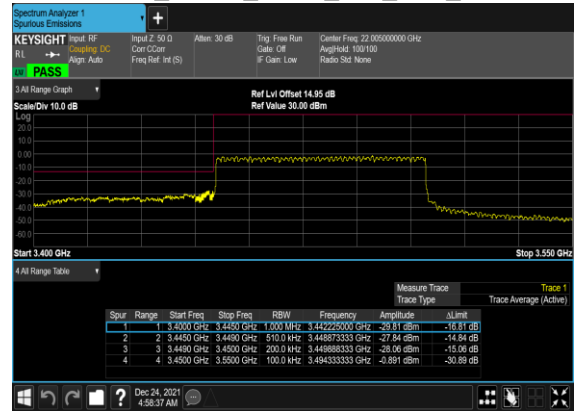 Spectrum Analyzer 1
Spurious Emissions
+
KEYSIGHT Input: RF Input Z: 50 Ω Atten: 30 dB Trig: Free Run Center Freq: 22.005000000 GHz
R L Coupling: DC Corr CCorr Gate: Off Avg|Hold: 100/100
Align: Auto Freq Ref: Int (S) IF Gain: Low Radio Std: None
PASS
3 All Range Graph
Ref Lvl Offset 14.95 dB
Scale/Div 10.0 dB Ref Value 30.00 dBm
Log
20.0
10.0
0.00
-10.0
-20.0
-30.0
-40.0
-50.0
-60.0
Start 3.400 GHz Stop 3.550 GHz
4 All Range Table
Measure Trace Trace 1
Trace Type Trace Average (Active)
Spur Range Start Freq Stop Freq RBW Frequency Amplitude ΔLimit
1 1 3.4000 GHz 3.4450 GHz 1.000 MHz 3.442225000 GHz -29.81 dBm -16.81 dB
2 2 3.4450 GHz 3.4490 GHz 510.0 kHz 3.448873333 GHz -27.84 dBm -14.84 dB
3 3 3.4490 GHz 3.4500 GHz 200.0 kHz 3.449888333 GHz -28.06 dBm -15.06 dB
4 4 3.4500 GHz 3.5500 GHz 100.0 kHz 3.494333333 GHz -0.891 dBm -30.89 dB
? Dec 24, 2021
4:58:37 AM